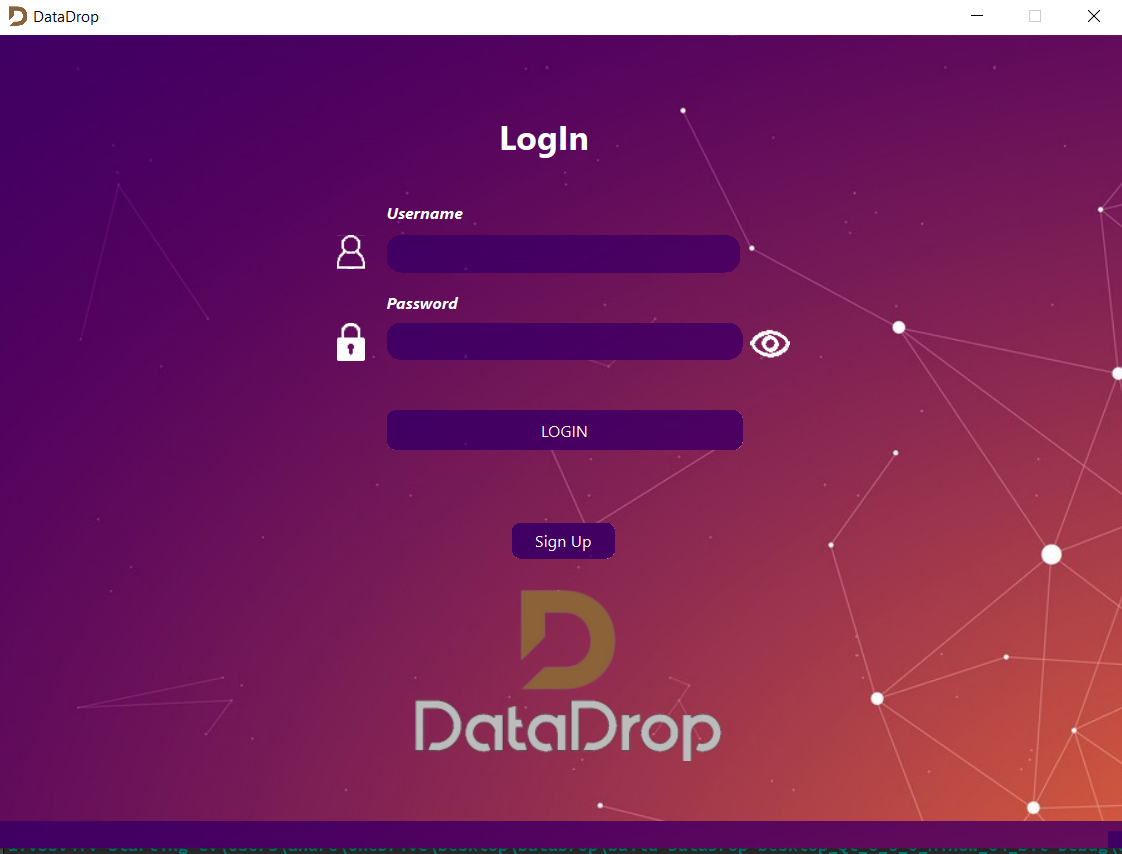 DataDrop
LogIn
Username
Password
LOGIN
Sign Up
DataDrop